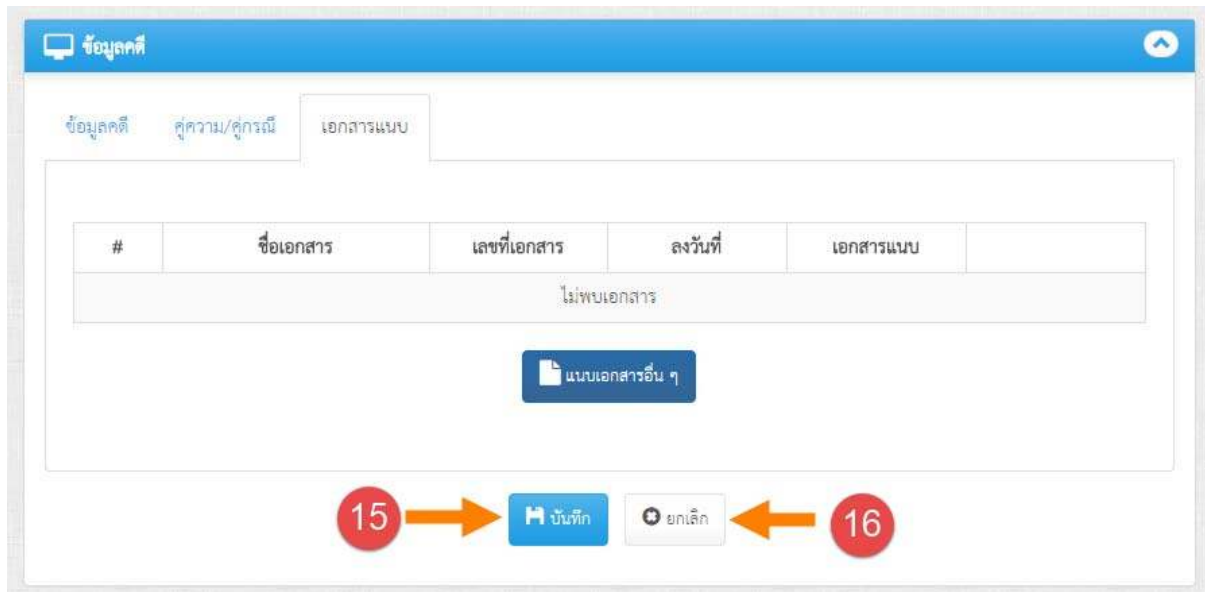 ข้อมูลคดี
ข้อมูลคดี คู่ความ/คู่กรณี เอกสารแนบ
# ชื่อเอกสาร เลขที่เอกสาร ลงวันที่ เอกสารแนบ
ไม่พบเอกสาร
แนบเอกสารอื่น ๆ
15 บันทึก ยกเลิก 16